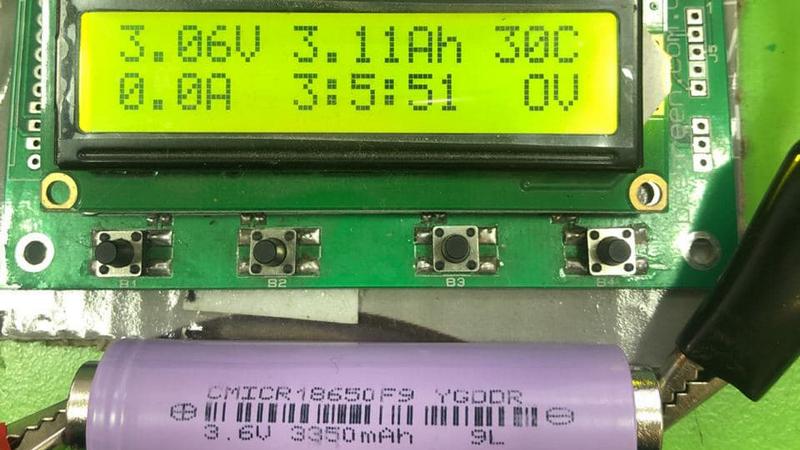 3.06V 3.11Ah 30C
0.0A 3:5:51 0V
J5
B1 B2 B3 B4
CMICR18650F9 YGDDR
3.6V 3350mAh 9L